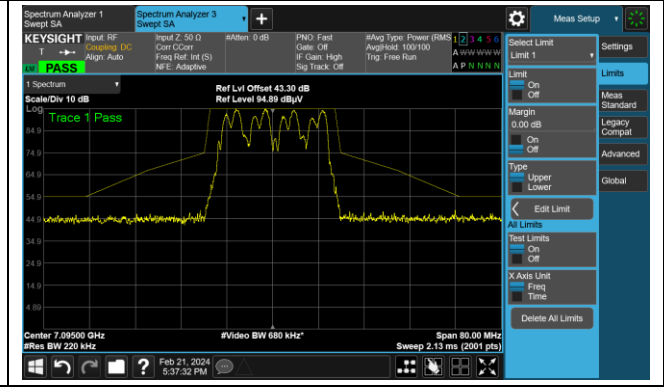 Spectrum Analyzer 1
Swept SA
Spectrum Analyzer 3
Swept SA
+
Meas Setup
KEYSIGHT
T
PASS
Input: RF
Coupling: DC
Align: Auto
Input Z: 50 Ω
Corr CCorr
Freq Ref: Int (S)
NFE: Adaptive
#Atten: 0 dB
PNO: Fast
Gate: Off
IF Gain: High
Sig Track: Off
#Avg Type: Power (RMS
Avg|Hold: 100/100
Trig: Free Run
1 2 3 4 5 6
A W W W W W
A P N N N N
1 Spectrum
Scale/Div 10 dB
Ref Lvl Offset 43.30 dB
Ref Level 94.89 dBµV
Log
Trace 1 Pass
84.9
74.9
64.9
54.9
44.9
34.9
24.9
14.9
4.89
Center 7.09500 GHz
#Res BW 220 kHz
#Video BW 680 kHz*
Span 80.00 MHz
Sweep 2.13 ms (2001 pts)
Select Limit
Limit 1
Limit
On
Off
Margin
0.00 dB
On
Off
Type
Upper
Lower
Edit Limit
All Limits
Test Limits
On
Off
X Axis Unit
Freq
Time
Delete All Limits
Settings
Limits
Meas
Standard
Legacy
Compat
Advanced
Global
?
Feb 21, 2024
5:37:32 PM